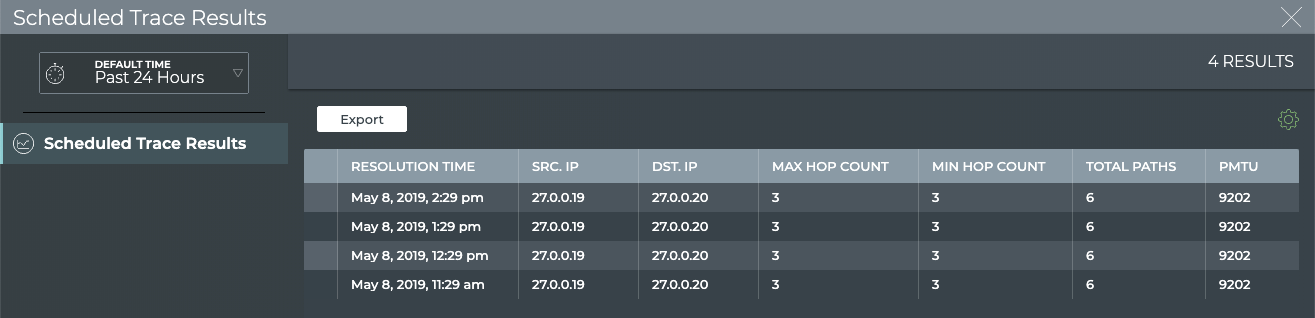 Scheduled Trace Results
DEFAULT TIME
Past 24 Hours
4 RESULTS
Scheduled Trace Results
Export
RESOLUTION TIME SRC. IP DST. IP MAX HOP COUNT MIN HOP COUNT TOTAL PATHS PMTU
May 8, 2019, 2:29 pm 27.0.0.19 27.0.0.20 3 3 6 9202
May 8, 2019, 1:29 pm 27.0.0.19 27.0.0.20 3 3 6 9202
May 8, 2019, 12:29 pm 27.0.0.19 27.0.0.20 3 3 6 9202
May 8, 2019, 11:29 am 27.0.0.19 27.0.0.20 3 3 6 9202